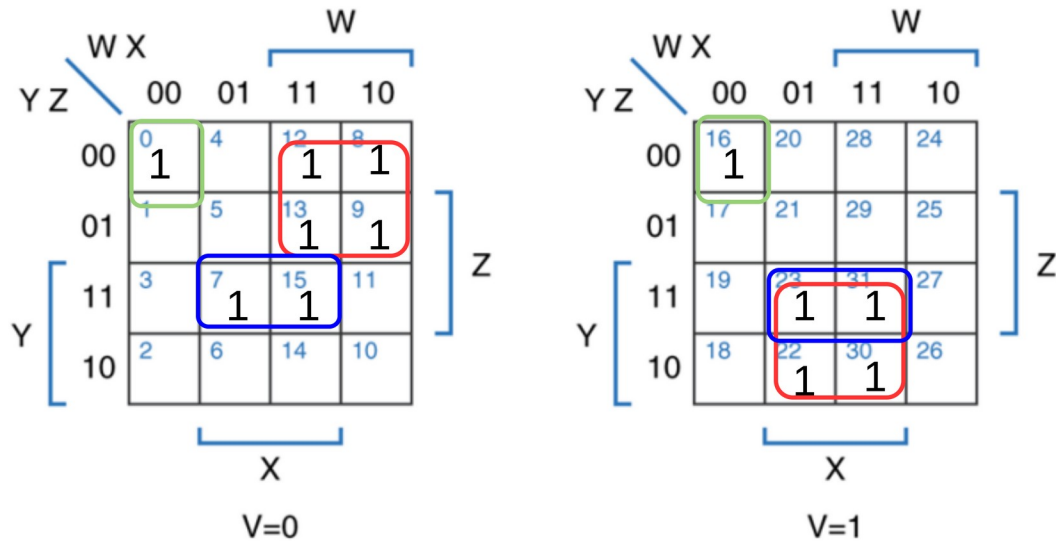 W W
W X W X
Y Z 00 01 11 10 Y Z 00 01 11 10
00 0 4 12 8 00 16 20 28 24
1 1 1 1
01 1 5 13 9 01 17 21 29 25
1 1
Z Z
11 3 7 15 11 11 19 23 31 27
1 1 1 1
Y Y
10 2 6 14 10 10 18 22 30 26
1 1
X X
V=0 V=1